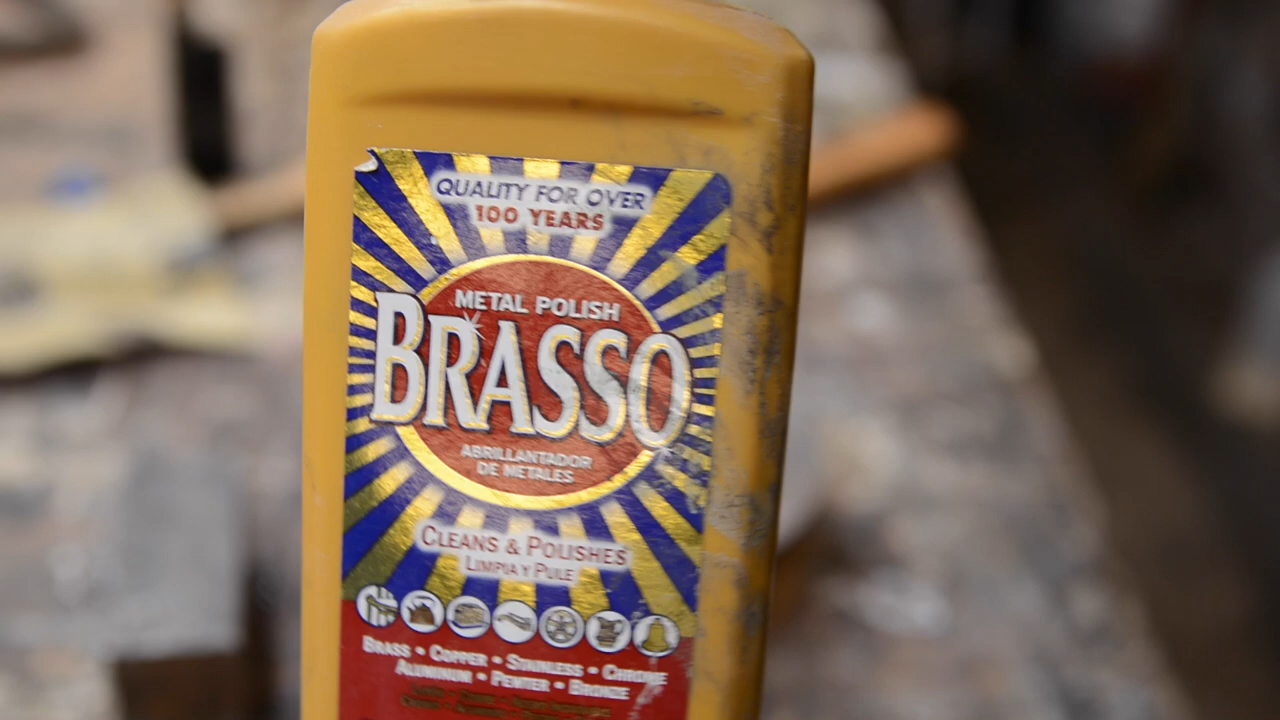 QUALITY FOR OVER
100 YEARS
METAL POLISH
BRASSO
ABRILLANTADOR
DE METALES
CLEANS & POLISHES
LIMPIA Y PULE
BRASS • COPPER • STAINLESS • CHROME
ALUMINUM • PEWTER • BRONZE